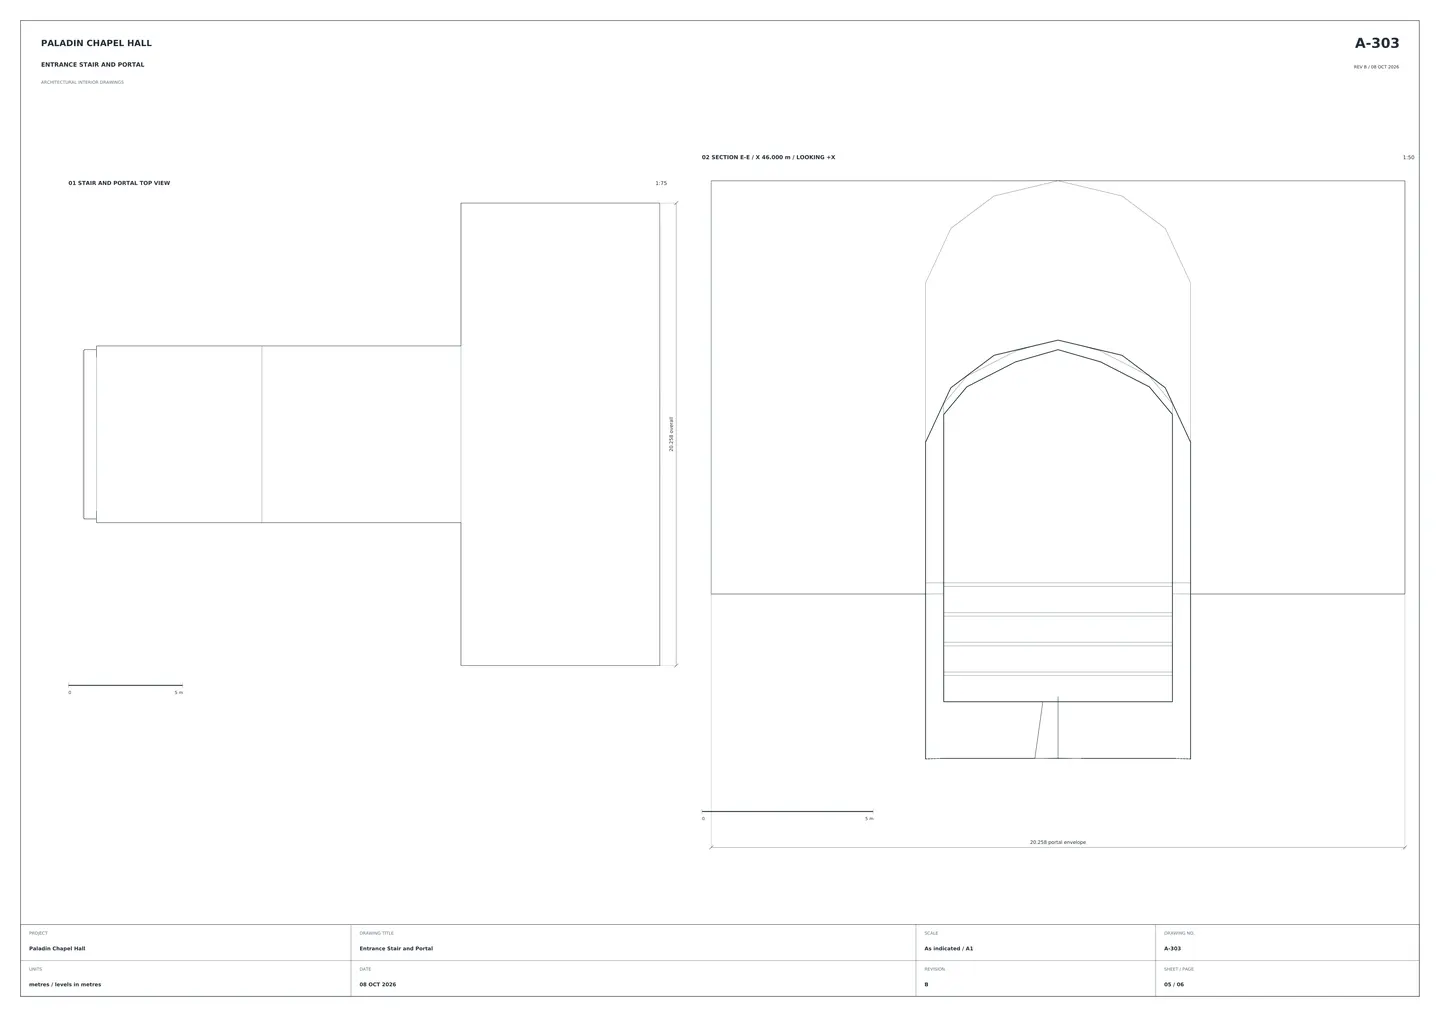 PALADIN CHAPEL HALL
A-303
ENTRANCE STAIR AND PORTAL
REV B / 08 OCT 2026
ARCHITECTURAL INTERIOR DRAWINGS
02 SECTION E-E / X 46.000 m / LOOKING +X
1:50
01 STAIR AND PORTAL TOP VIEW
1:75
20.258 overall
0
5 m
0
5 m
20.258 portal envelope
PROJECT
Paladin Chapel Hall
DRAWING TITLE
Entrance Stair and Portal
SCALE
As indicated / A1
DRAWING NO.
A-303
UNITS
metres / levels in metres
DATE
08 OCT 2026
REVISION
B
SHEET / PAGE
05 / 06